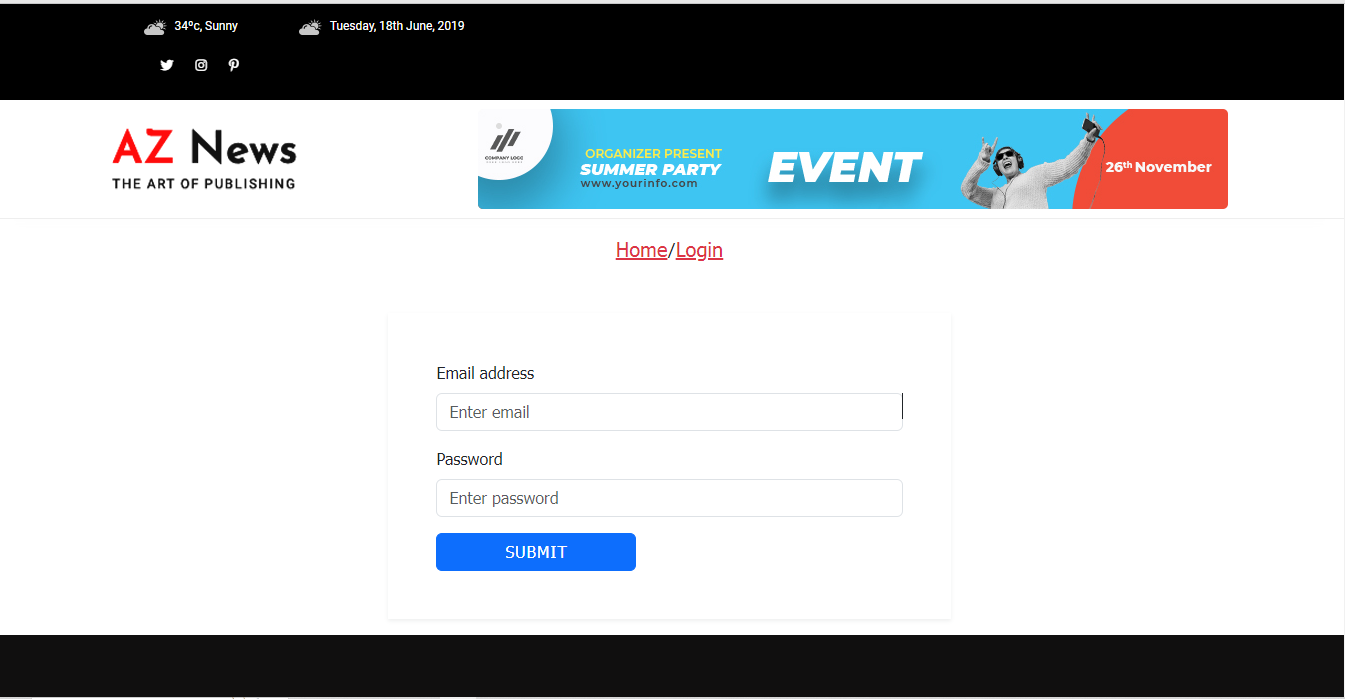 34ºc, Sunny
Tuesday, 18th June, 2019
AZ News
THE ART OF PUBLISHING
COMPANY LOGO
ORGANIZER PRESENT
SUMMER PARTY
www.yourinfo.com
EVENT
26th November
Home/Login
Email address
Enter email
Password
Enter password
SUBMIT